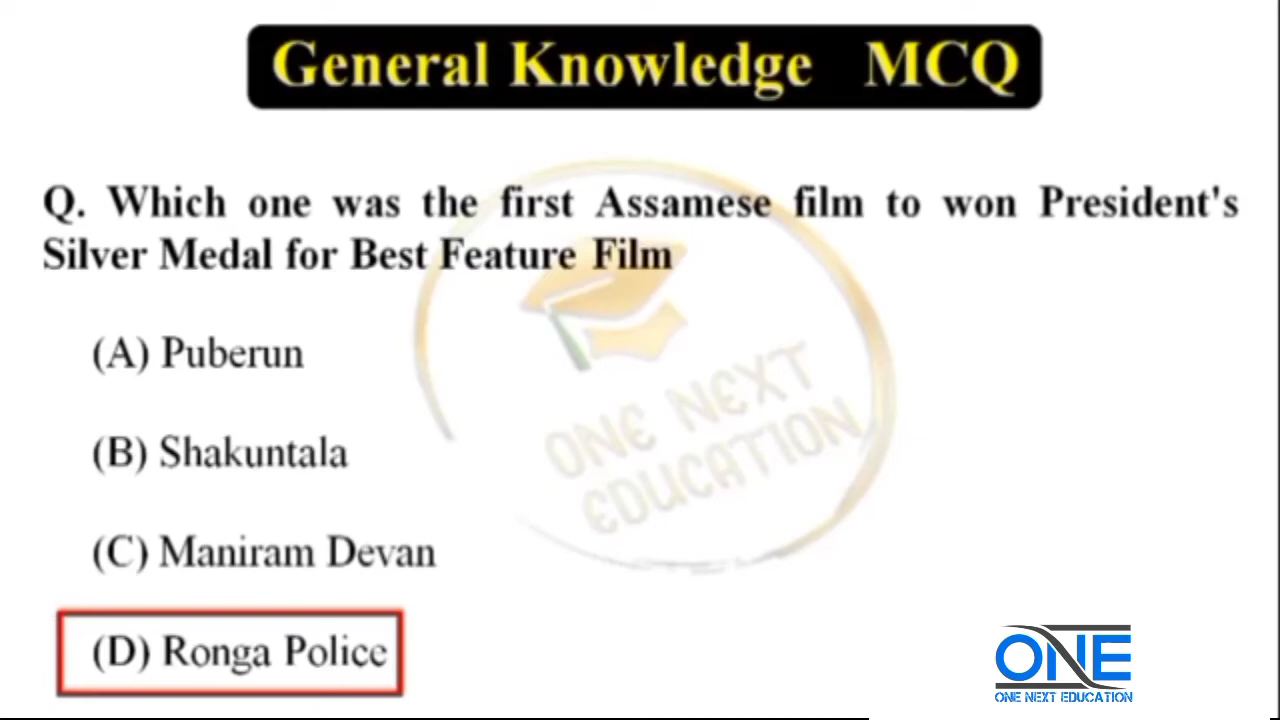 General Knowledge MCQ
Q. Which one was the first Assamese film to won President's
Silver Medal for Best Feature Film
(A) Puberun
(B) Shakuntala
ONE NEXT
EDUCATION
(C) Maniram Devan
(D) Ronga Police
ONE
ONE NEXT EDUCATION